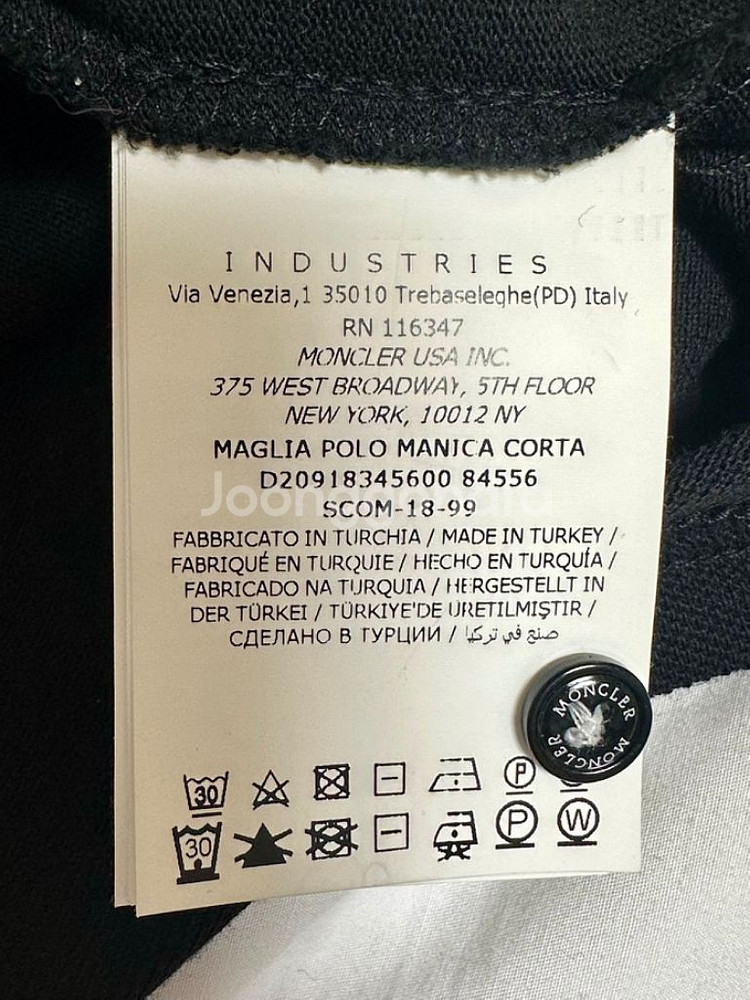 INDUSTRIES
Via Venezia,1 35010 Trebaseleghe(PD) Italy
RN 116347
MONCLER USA INC.
375 WEST BROADWAY, 5TH FLOOR
NEW YORK, 10012 NY
MAGLIA POLO MANICA CORTA
D20918345600 84556
Joonggonara
SCOM-18-99
FABBRICATO IN TURCHIA / MADE IN TURKEY /
FABRIQUÉ EN TURQUIE / HECHO EN TURQUÍA /
FABRICADO NA TURQUIA / HERGESTELLT IN
DER TÜRKEI / TÜRKIYE'DE ÜRETILMIŞTIR /
СДЕЛАНО В ТУРЦИИ / صنع في تركيا
MONCLER
MONCLER
30 P
30 P W